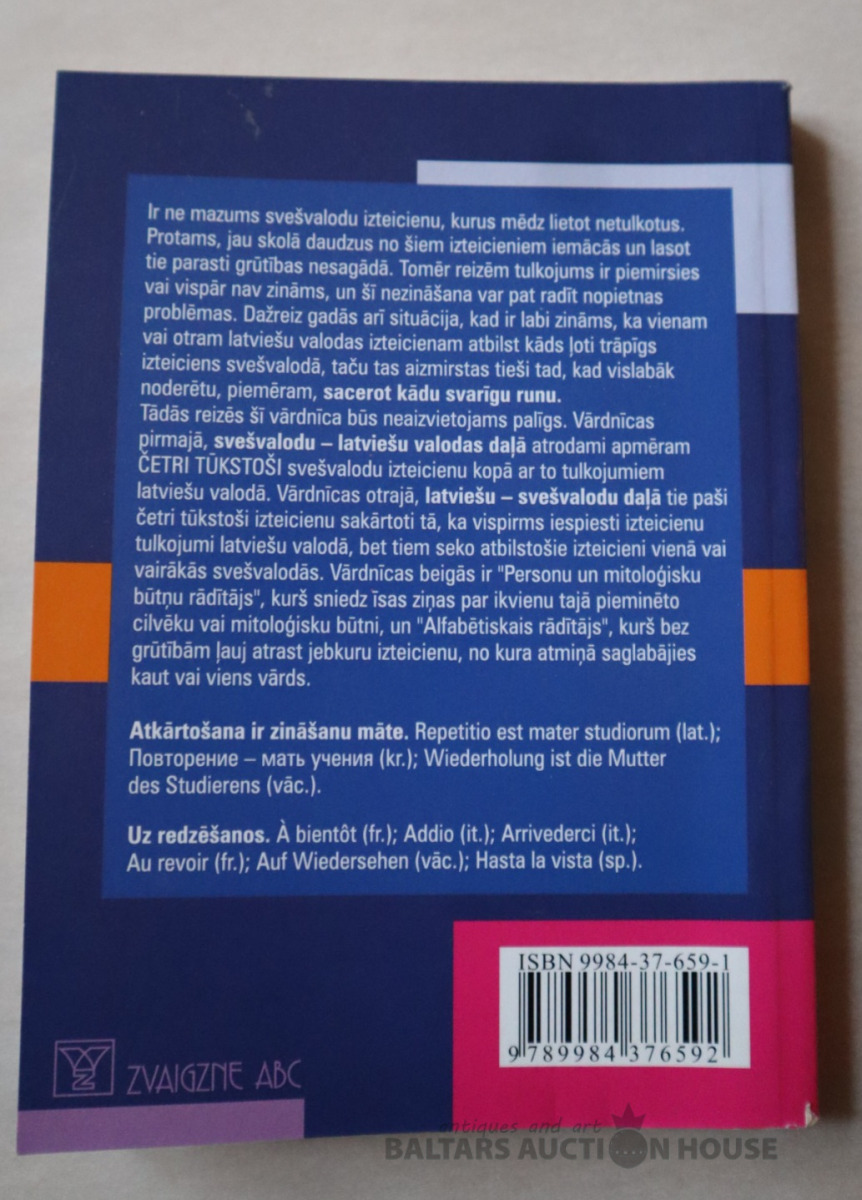 Ir ne mazums svešvalodu izteicienu, kurus mēdz lietot netulkotus.
Protams, jau skolā daudzus no šiem izteicieniem iemācās un lasot
tie parasti grūtības nesagādā. Tomēr reizēm tulkojums ir piemirsies
vai vispār nav zināms, un šī nezināšana var pat radīt nopietnas
problēmas. Dažreiz gadās arī situācija, kad ir labi zināms, ka vienam
vai otram latviešu valodas izteicienam atbilst kāds ļoti trāpīgs
izteiciens svešvalodā, taču tas aizmirstas tieši tad, kad vislabāk
noderētu, piemēram, sacerot kādu svarīgu runu.
Tādās reizēs šī vārdnīca būs neaizvietojams palīgs. Vārdnīcas
pirmajā, svešvalodu – latviešu valodas daļā atrodami apmēram
ČETRI TŪKSTOŠI svešvalodu izteicienu kopā ar to tulkojumiem
latviešu valodā. Vārdnīcas otrajā, latviešu – svešvalodu daļā tie paši
četri tūkstoši izteicienu sakārtoti tā, ka vispirms iespiesti izteicienu
tulkojumi latviešu valodā, bet tiem seko atbilstošie izteicieni vienā vai
vairākās svešvalodās. Vārdnīcas beigās ir "Personu un mitoloģisku
būtņu rādītājs", kurš sniedz īsas ziņas par ikvienu tajā pieminēto
cilvēku vai mitoloģisku būtni, un "Alfabētiskais rādītājs", kurš bez
grūtībām ļauj atrast jebkuru izteicienu, no kura atmiņā saglabājies
kaut vai viens vārds.
Atkārtošana ir zināšanu māte. Repetitio est mater studiorum (lat.);
Повторение – мать учения (kr.); Wiederholung ist die Mutter
des Studierens (vāc.).
Uz redzēšanos. À bientôt (fr.); Addio (it.); Arrivederci (it.);
Au revoir (fr.); Auf Wiedersehen (vāc.); Hasta la vista (sp.).
ISBN 9984-37-659-1
9 789984 376592
ZVAIGZNE ABC
antiques and art
BALTARS AUCTION HOUSE